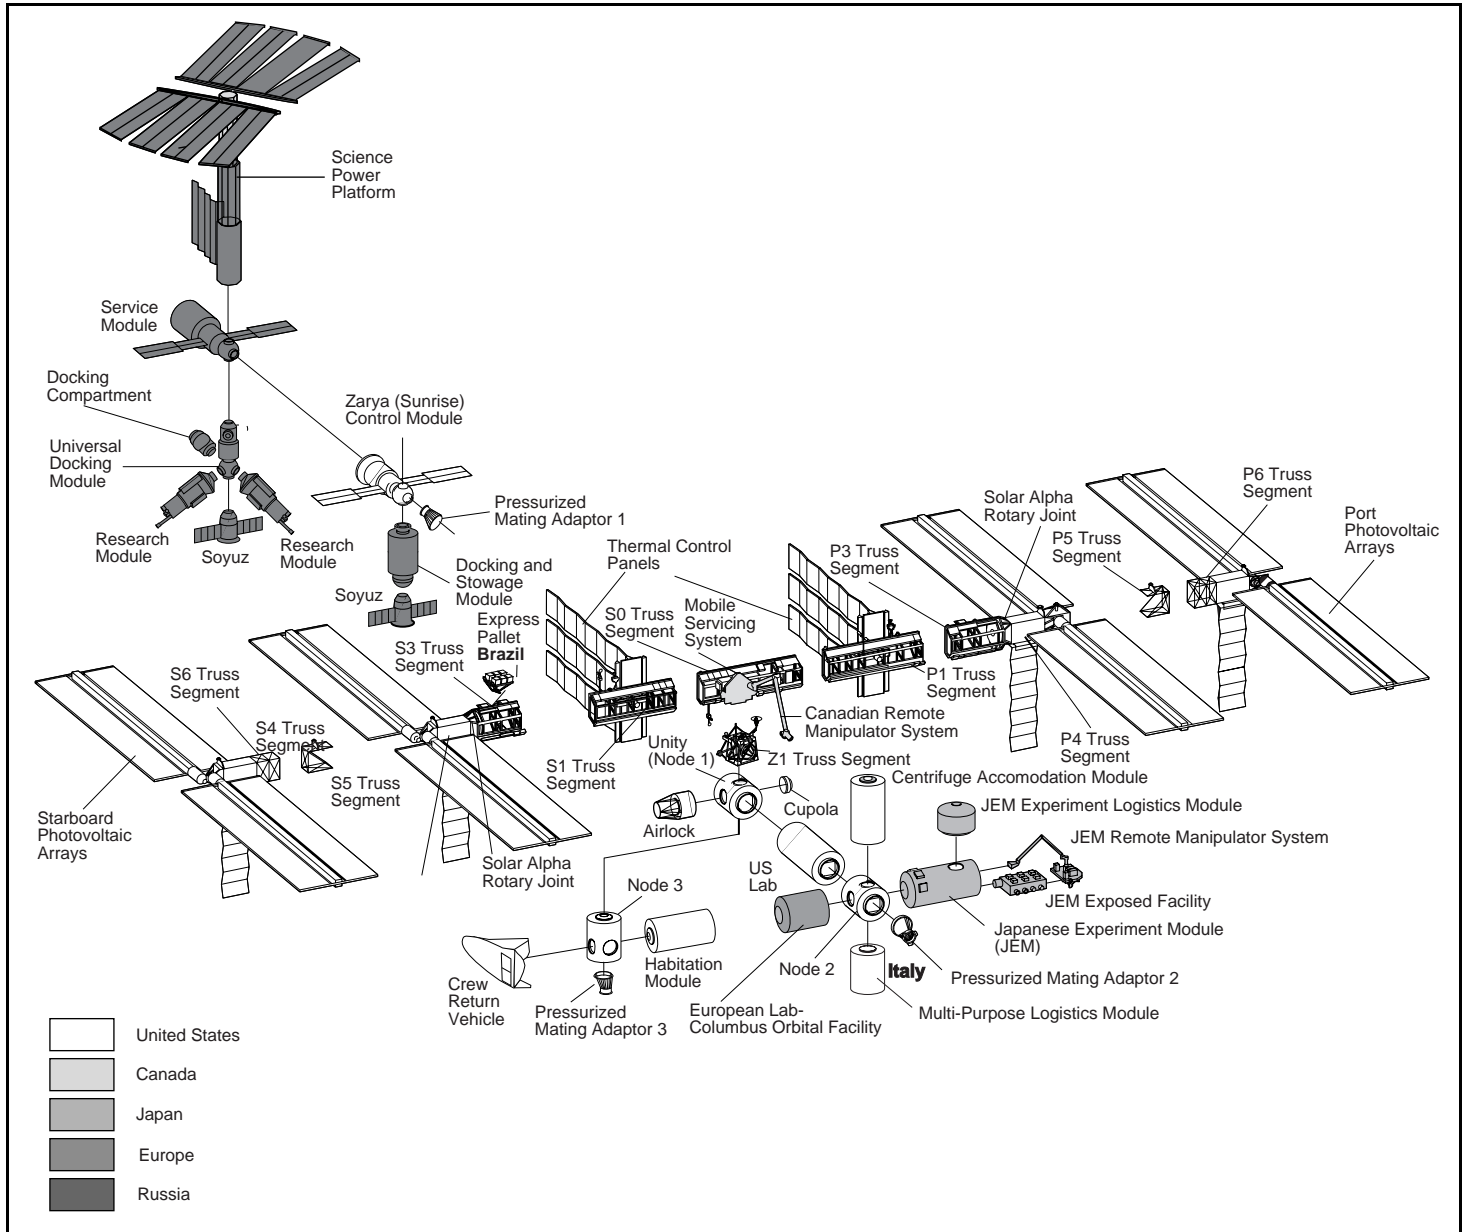 Science
Power
Platform
Service
Module
Docking
Compartment
Zarya (Sunrise)
Control Module
Universal
Docking
Module
Pressurized
Mating Adaptor 1
Research
Module
Soyuz
Research
Module
Docking and
Stowage
Module
Soyuz
Thermal Control
Panels
P3 Truss
Segment
Solar Alpha
Rotary Joint
P5 Truss
Segment
P6 Truss
Segment
Port
Photovoltaic
Arrays
Express
Pallet
Brazil
S0 Truss
Segment
Mobile
Servicing
System
S3 Truss
Segment
S6 Truss
Segment
S4 Truss
Segment
S5 Truss
Segment
Starboard
Photovoltaic
Arrays
S1 Truss
Segment
Unity
(Node 1)
Z1 Truss Segment
Canadian Remote
Manipulator System
P1 Truss
Segment
P4 Truss
Segment
Centrifuge Accomodation Module
Cupola
Airlock
JEM Experiment Logistics Module
JEM Remote Manipulator System
Solar Alpha
Rotary Joint
US
Lab
Node 3
JEM Exposed Facility
Japanese Experiment Module
(JEM)
Habitation
Module
Node 2
Italy
Pressurized Mating Adaptor 2
Crew
Return
Vehicle
Pressurized
Mating Adaptor 3
European Lab-
Columbus Orbital Facility
Multi-Purpose Logistics Module
United States
Canada
Japan
Europe
Russia